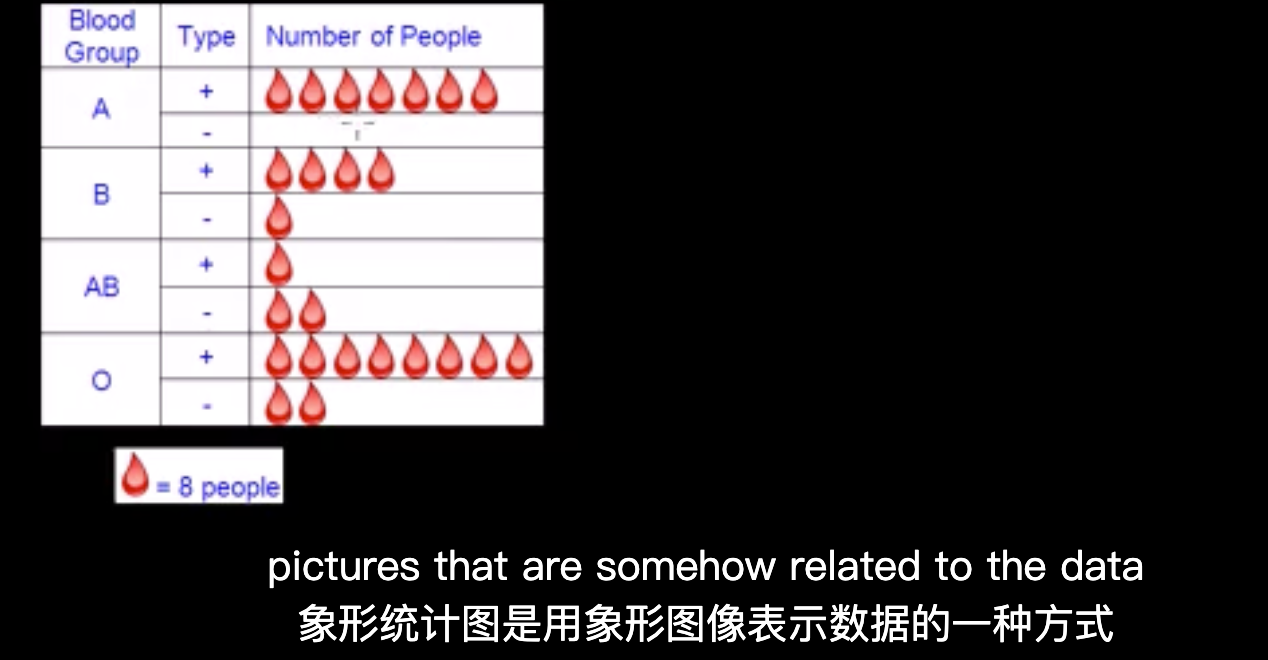 Blood Group Type Number of People
A +
-
B +
-
AB +
-
O +
-
= 8 people
pictures that are somehow related to the data
象形统计图是用象形图像表示数据的一种方式